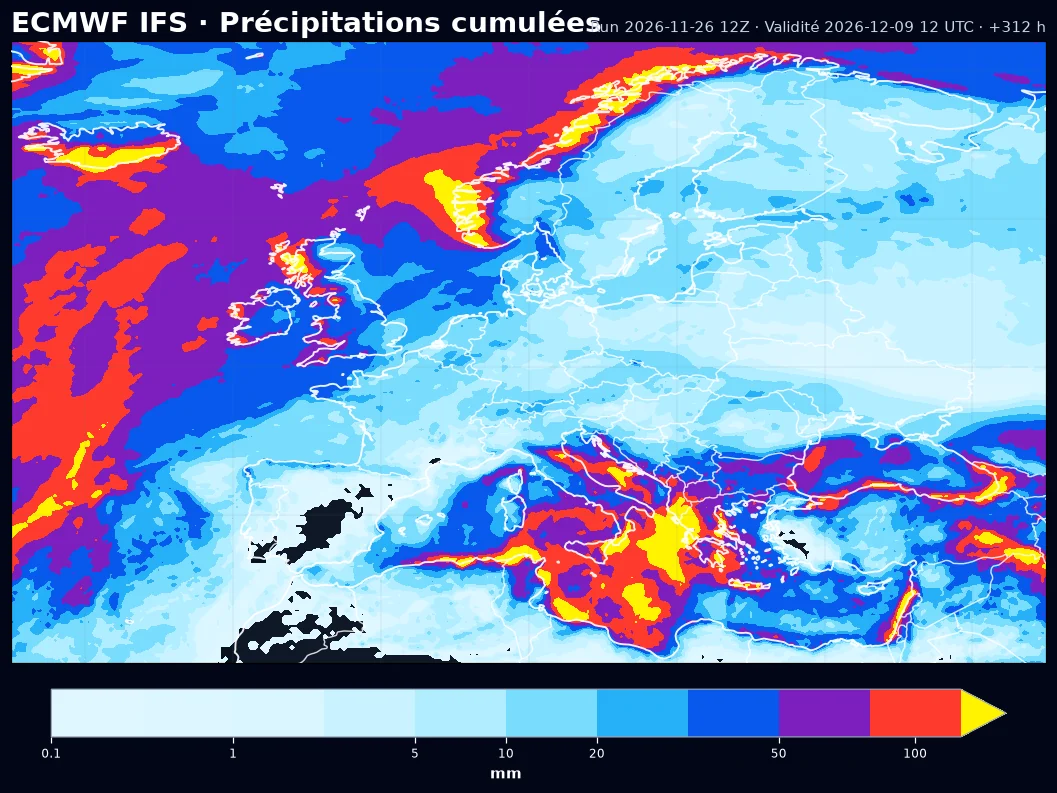 ECMWF IFS · Précipitations cumulées
Run 2026-11-26 12Z · Validité 2026-12-09 12 UTC · +312 h
0.1 1 5 10 20 50 100
mm